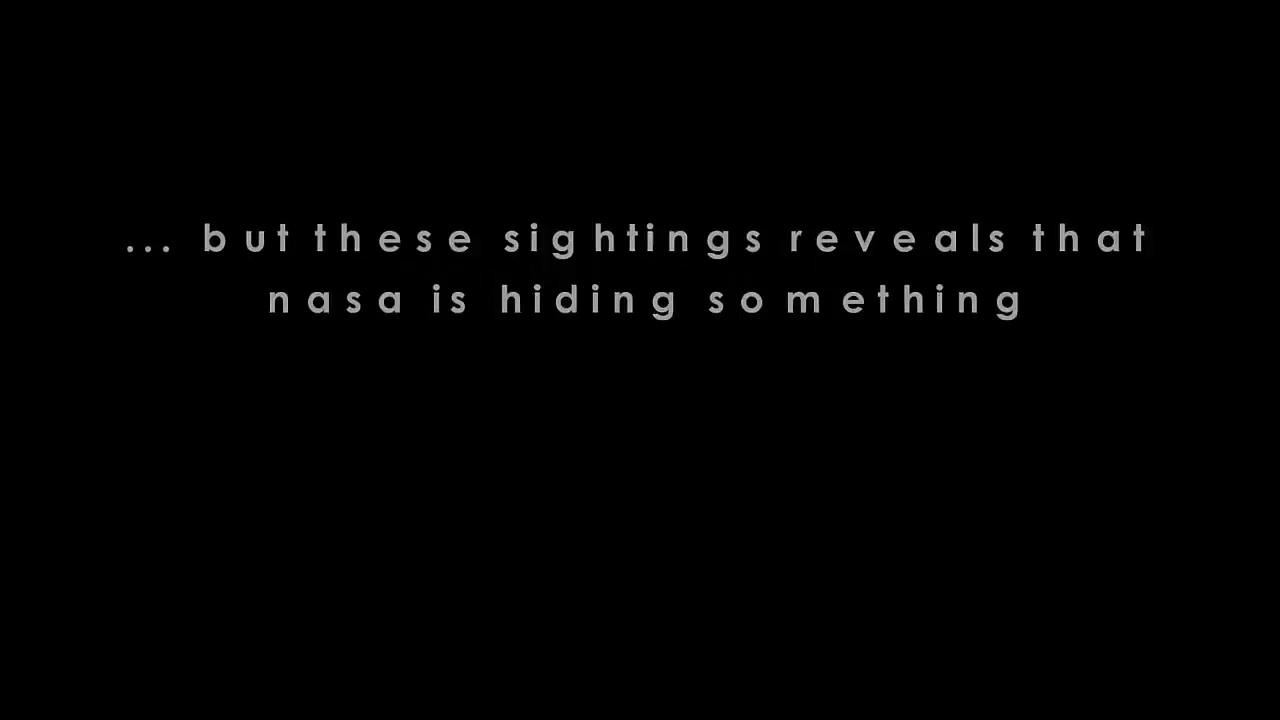 ... but these sightings reveals that
nasa is hiding something